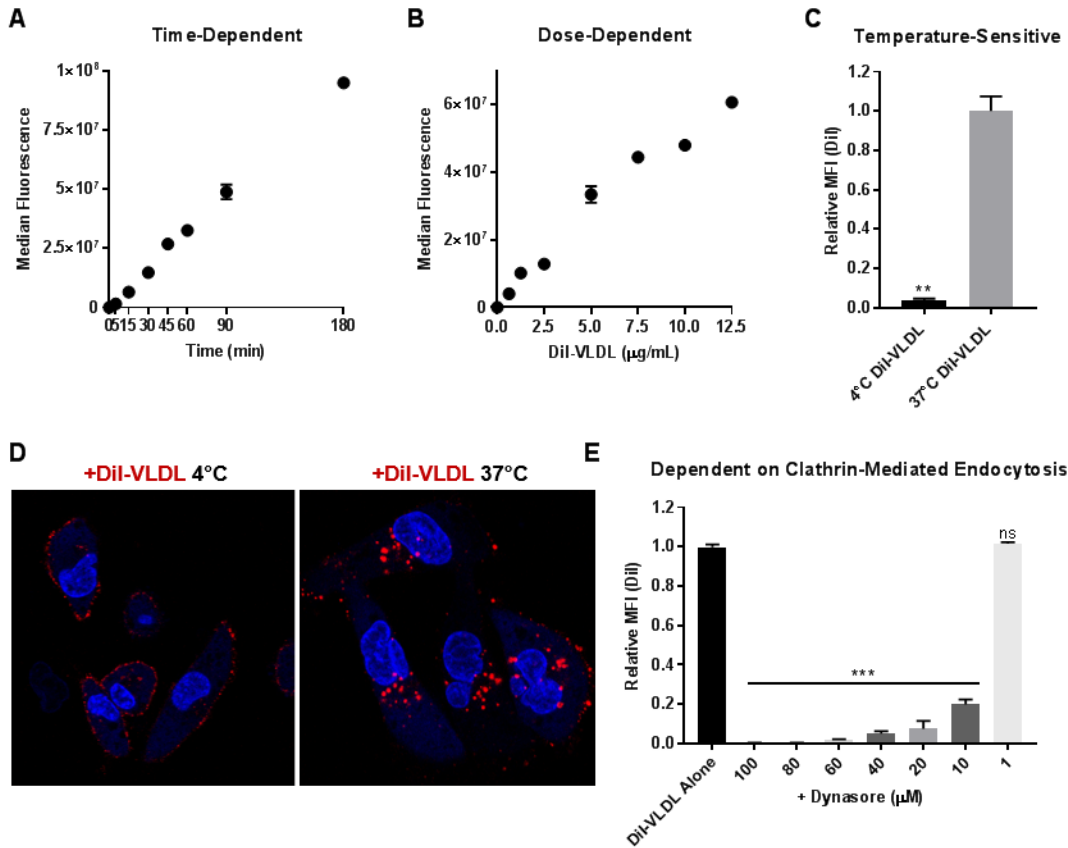 A
Time-Dependent
1×10⁸
7.5×10⁷
5×10⁷
2.5×10⁷
0
Median Fluorescence
0 5 15 30 45 60 90 180
Time (min)
B
Dose-Dependent
6×10⁷
4×10⁷
2×10⁷
0
Median Fluorescence
0.0 2.5 5.0 7.5 10.0 12.5
DiI-VLDL (μg/mL)
C
Temperature-Sensitive
1.2
1.0
0.8
0.6
0.4
0.2
0.0
Relative MFI (DiI)
**
4°C DiI-VLDL
37°C DiI-VLDL
D
+DiI-VLDL 4°C
+DiI-VLDL 37°C
E
Dependent on Clathrin-Mediated Endocytosis
1.2
1.0
0.8
0.6
0.4
0.2
0.0
Relative MFI (DiI)
***
ns
DiI-VLDL Alone
100 80 60 40 20 10 1
+ Dynasore (μM)